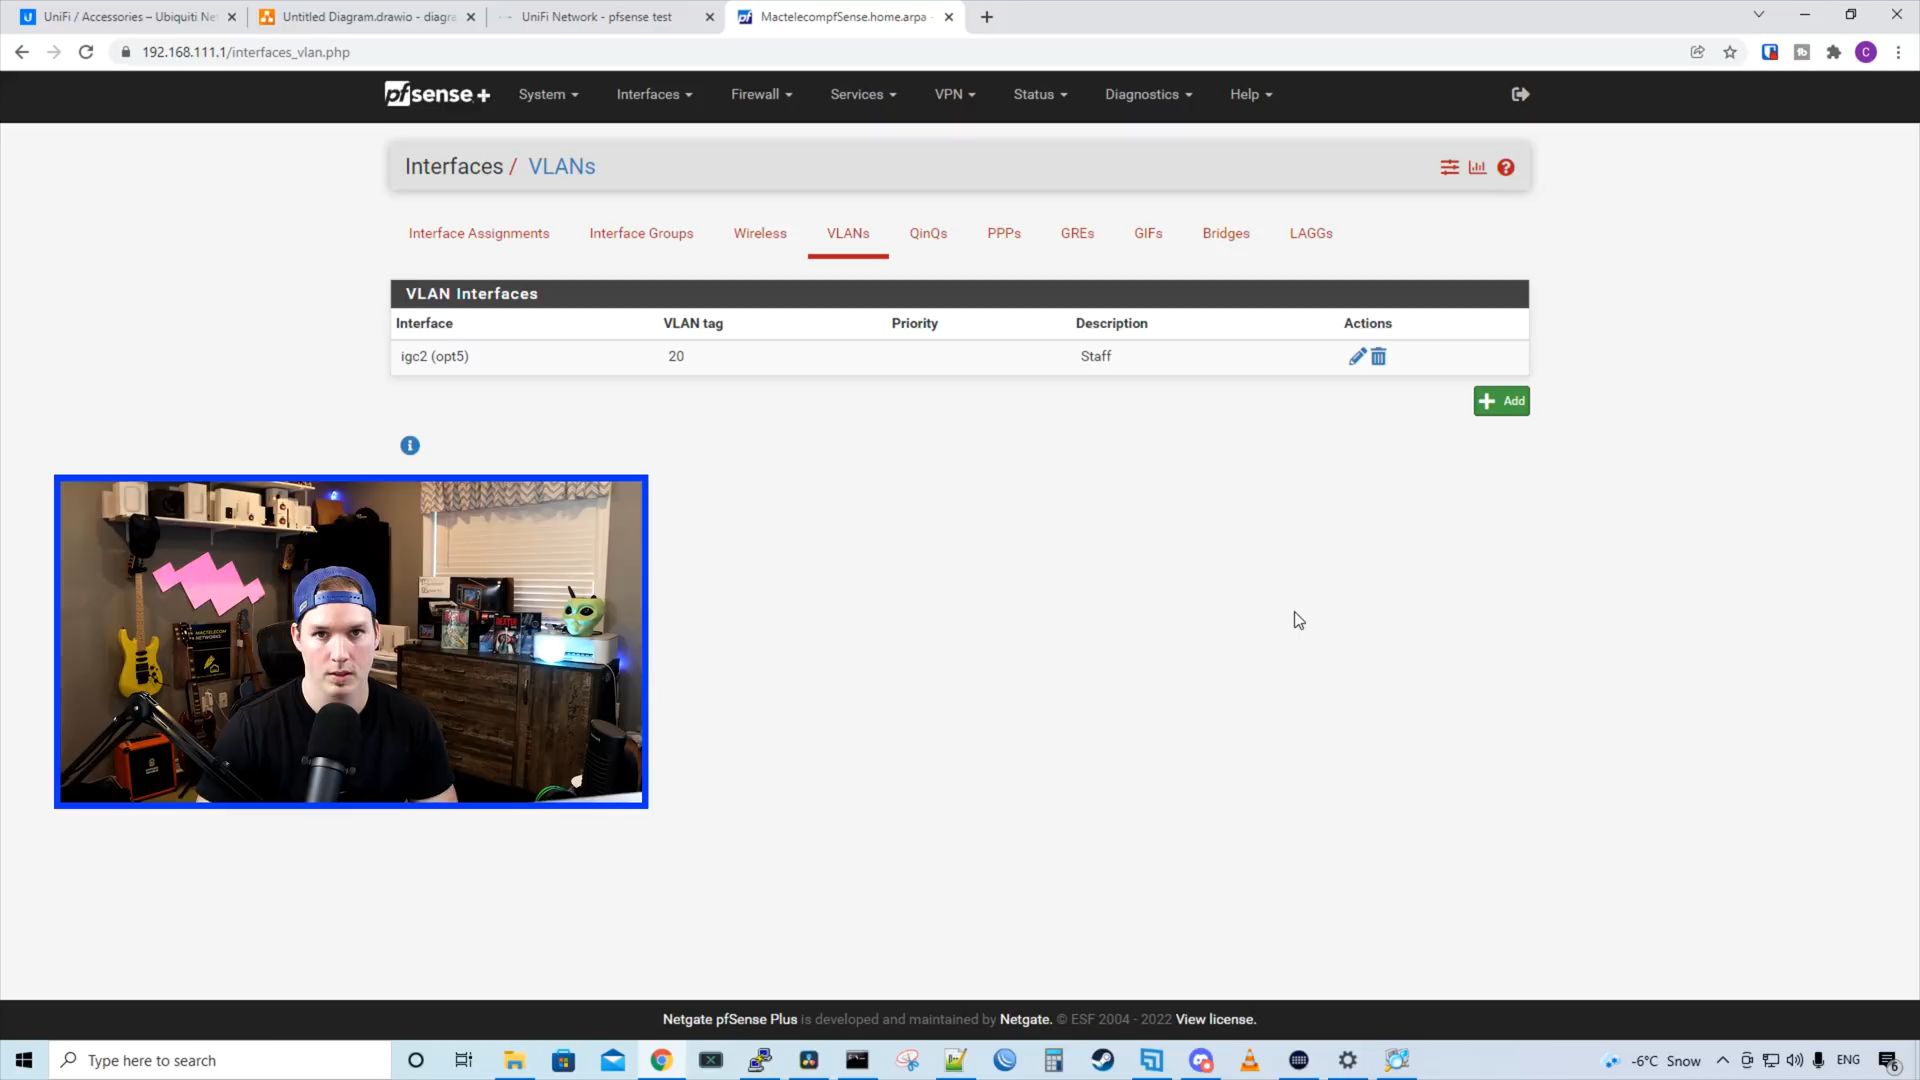 UniFi / Accessories – Ubiquiti Ne
Untitled Diagram.drawio - diagra
UniFi Network - pfsense test
MactelecompfSense.home.arpa -
192.168.111.1/interfaces_vlan.php
C
pfsense +
System
Interfaces
Firewall
Services
VPN
Status
Diagnostics
Help
Interfaces / VLANs
Interface Assignments
Interface Groups
Wireless
VLANs
QinQs
PPPs
GREs
GIFs
Bridges
LAGGs
VLAN Interfaces
Interface VLAN tag Priority Description Actions
igc2 (opt5) 20 Staff
Add
MACTELECOM
NETWORKS
DEXTER
Netgate pfSense Plus is developed and maintained by Netgate. © ESF 2004 - 2022 View license.
Type here to search
-6°C Snow
ENG
6